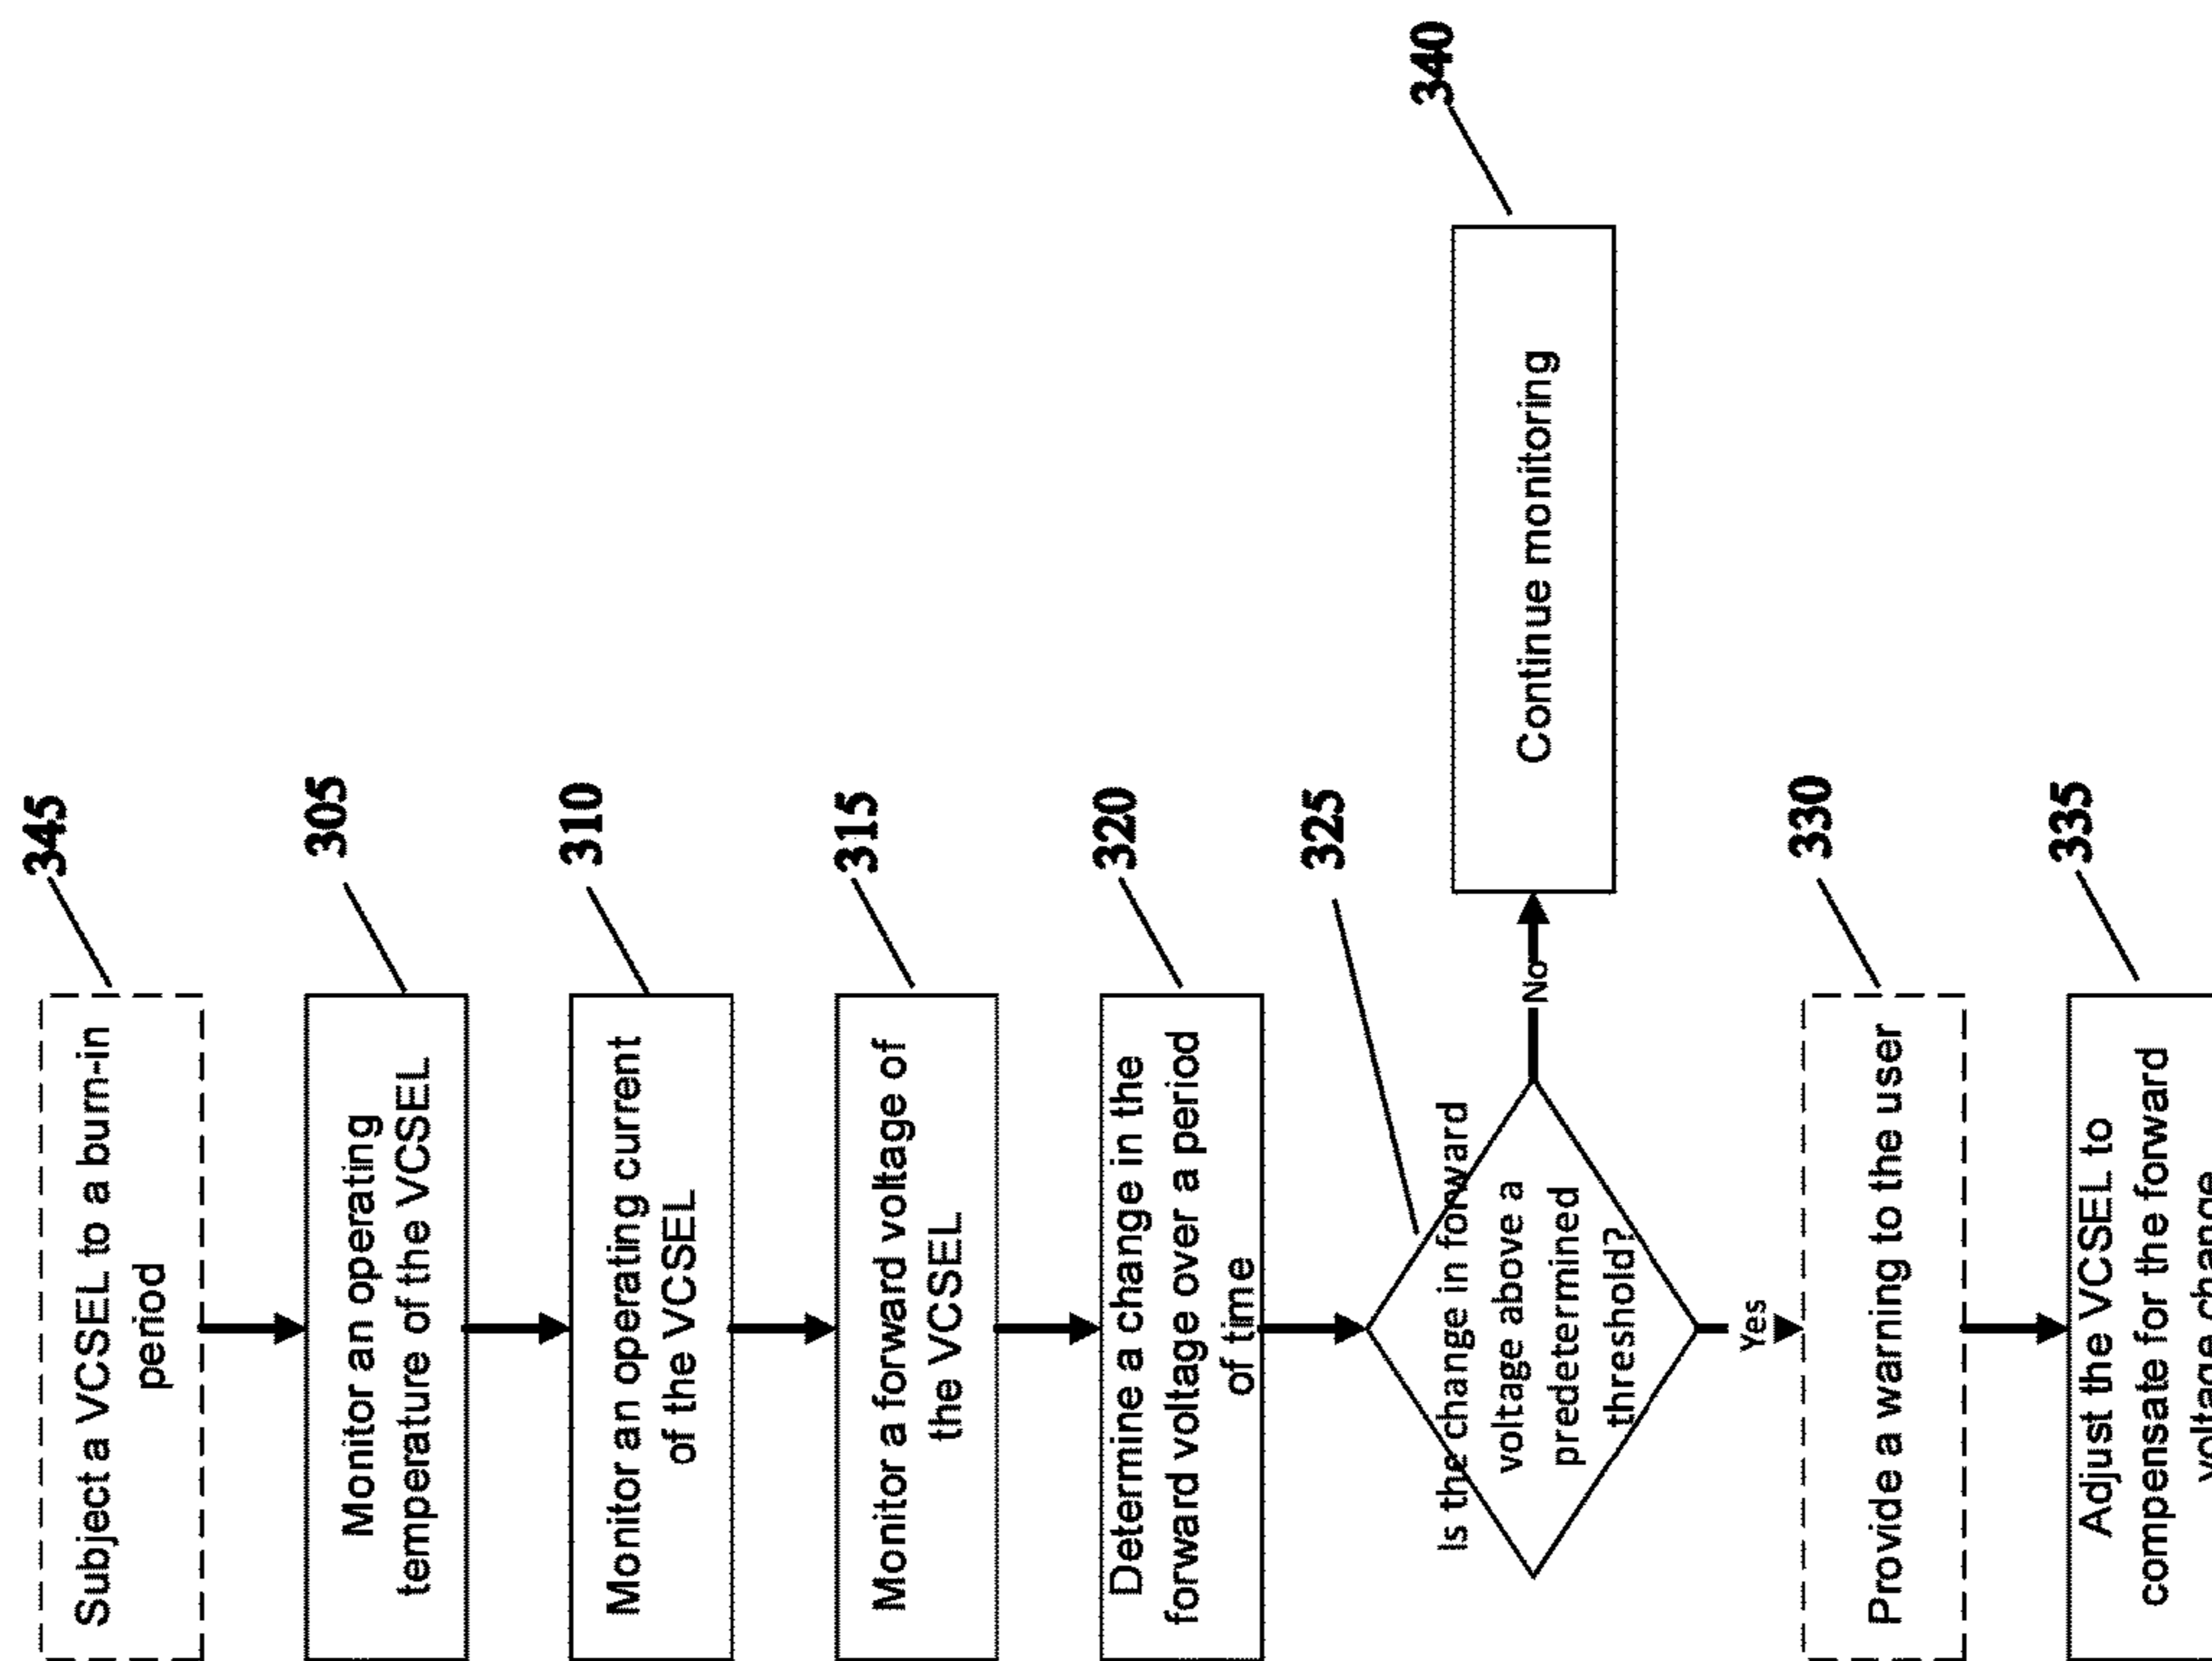 345
Subject a VCSEL to a burn-in
period
305
Monitor an operating
temperature of the VCSEL
310
Monitor an operating current
of the VCSEL
315
Monitor a forward voltage of
the VCSEL
320
Determine a change in the
forward voltage over a period
of time
325
Is the change in forward
voltage above a
predetermined
threshold?
No
340
Continue monitoring
Yes
330
Provide a warning to the user
335
Adjust the VCSEL to
compensate for the forward
voltage change